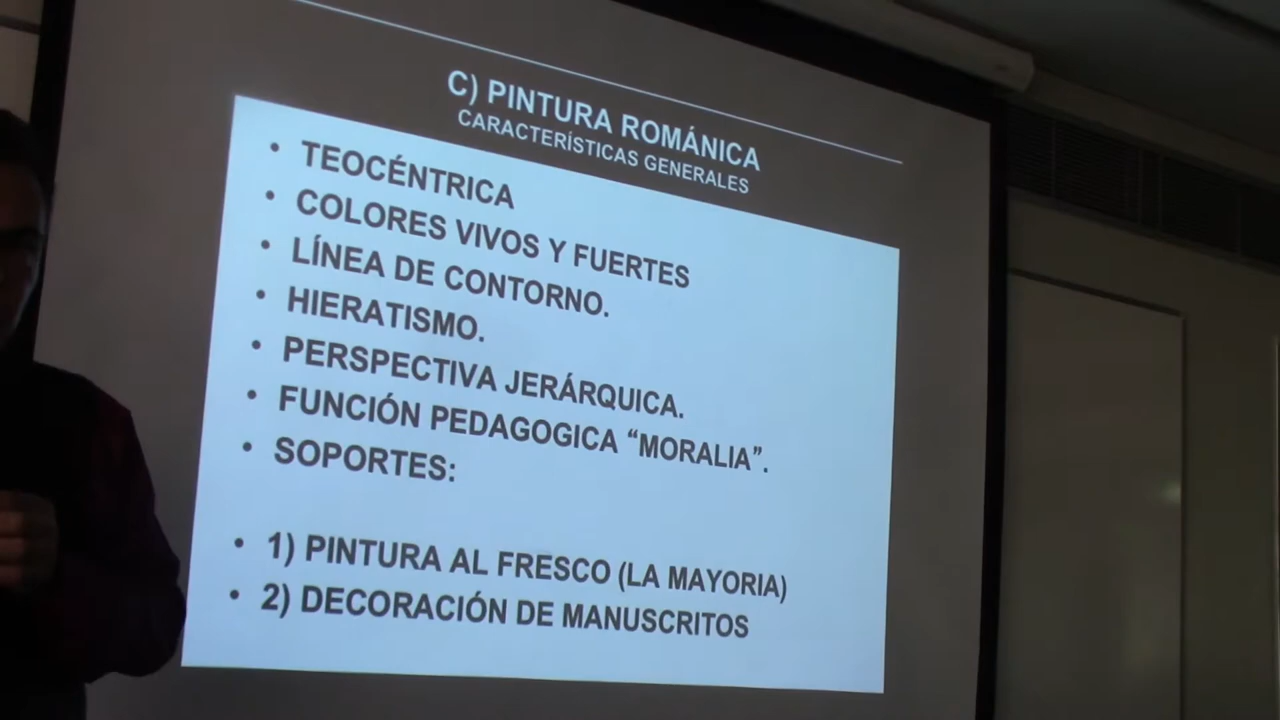 C) PINTURA ROMÁNICA
CARACTERÍSTICAS GENERALES
• TEOCÉNTRICA
• COLORES VIVOS Y FUERTES
• LÍNEA DE CONTORNO.
• HIERATISMO.
• PERSPECTIVA JERÁRQUICA.
• FUNCIÓN PEDAGOGICA “MORALIA”.
• SOPORTES:
• 1) PINTURA AL FRESCO (LA MAYORIA)
• 2) DECORACIÓN DE MANUSCRITOS